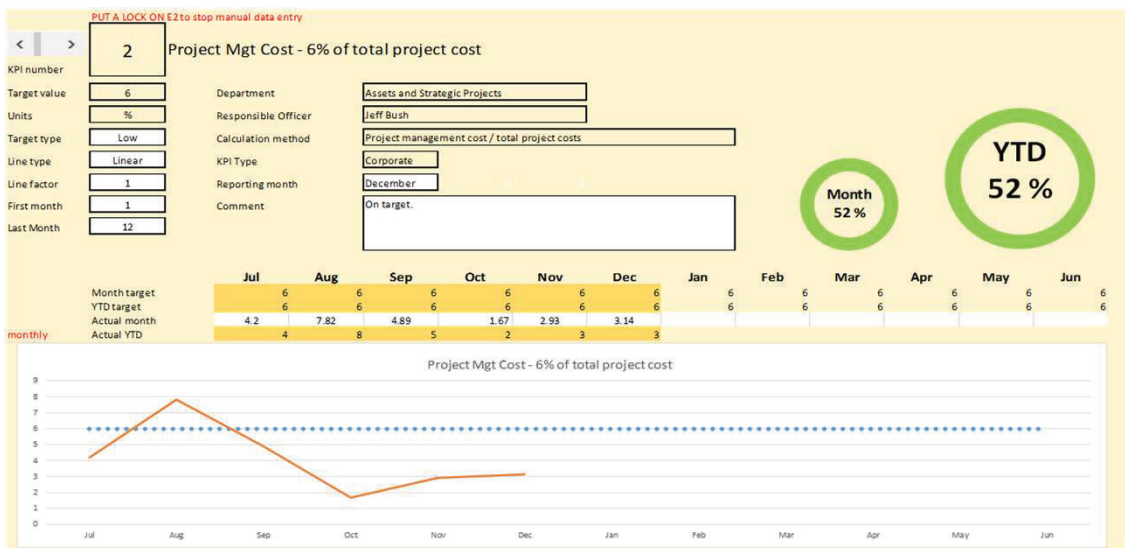 PUT A LOCK ON E2 to stop manual data entry
< >
2 Project Mgt Cost - 6% of total project cost
KPI number
Target value 6 Department Assets and Strategic Projects
Units % Responsible Officer Jeff Bush
Target type Low Calculation method Project management cost / total project costs
Line type Linear KPI Type Corporate
Line factor 1 Reporting month December
First month 1 Comment On target.
Last Month 12
Month
52 %
YTD
52 %
Jul Aug Sep Oct Nov Dec Jan Feb Mar Apr May Jun
Month target 6 6 6 6 6 6 6 6 6 6 6 6
YTD target 6 6 6 6 6 6 6 6 6 6 6 6
Actual month 4.2 7.82 4.89 1.67 2.93 3.14
monthly Actual YTD 4 8 5 2 3 3
Project Mgt Cost - 6% of total project cost
9
8
7
6
5
4
3
2
1
0
Jul Aug Sep Oct Nov Dec Jan Feb Mar Apr May Jun